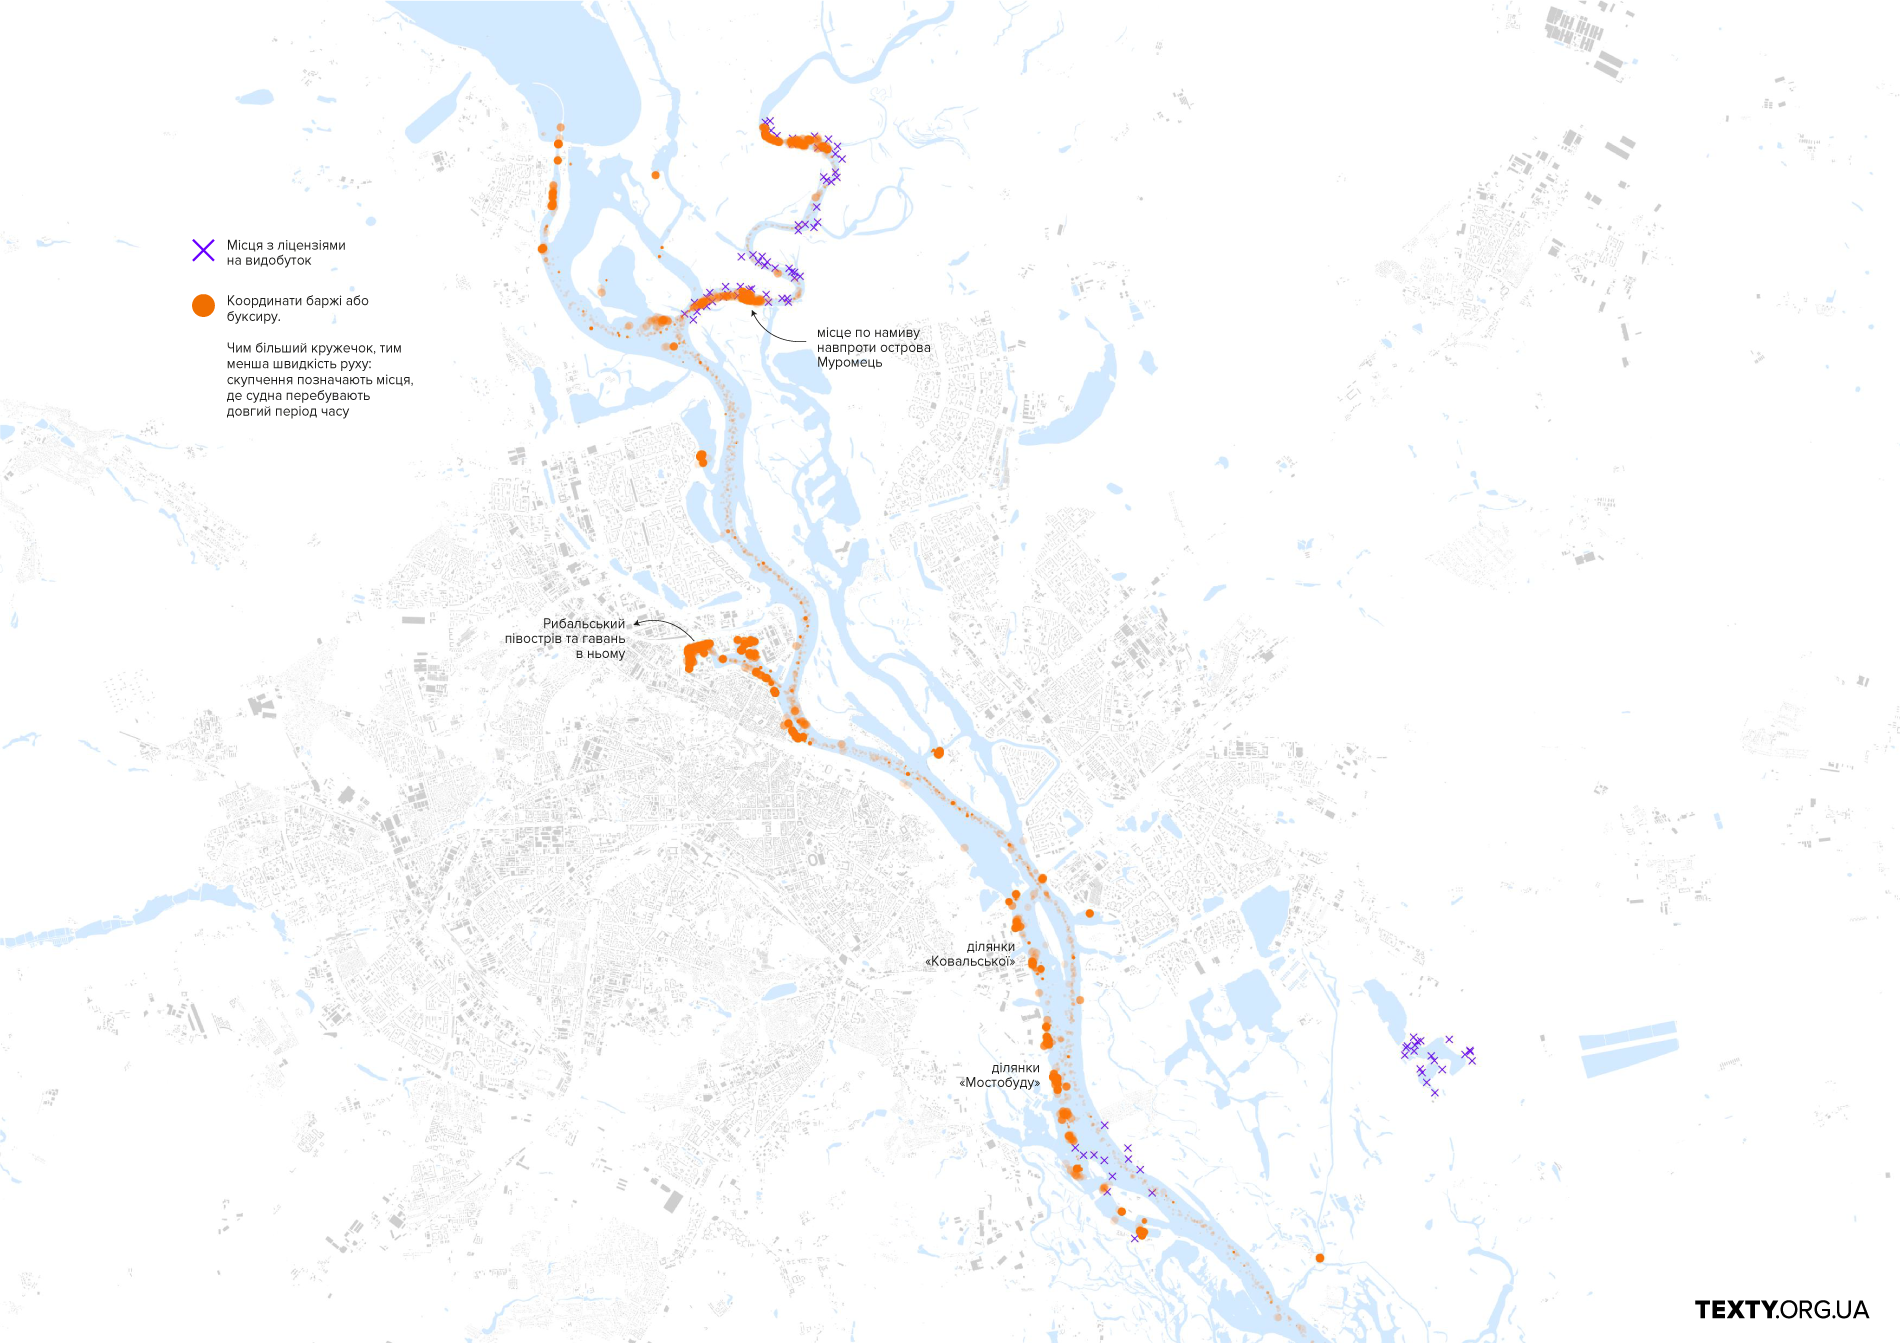 Місця з ліцензіями
на видобуток
Координати баржі або
буксиру.
Чим більший кружечок, тим
менша швидкість руху:
скупчення позначають місця,
де судна перебувають
довгий період часу
місце по намиву
навпроти острова
Муромець
Рибальський
півострів та гавань
в ньому
ділянки
«Ковальської»
ділянки
«Мостобуду»
TEXTY.ORG.UA